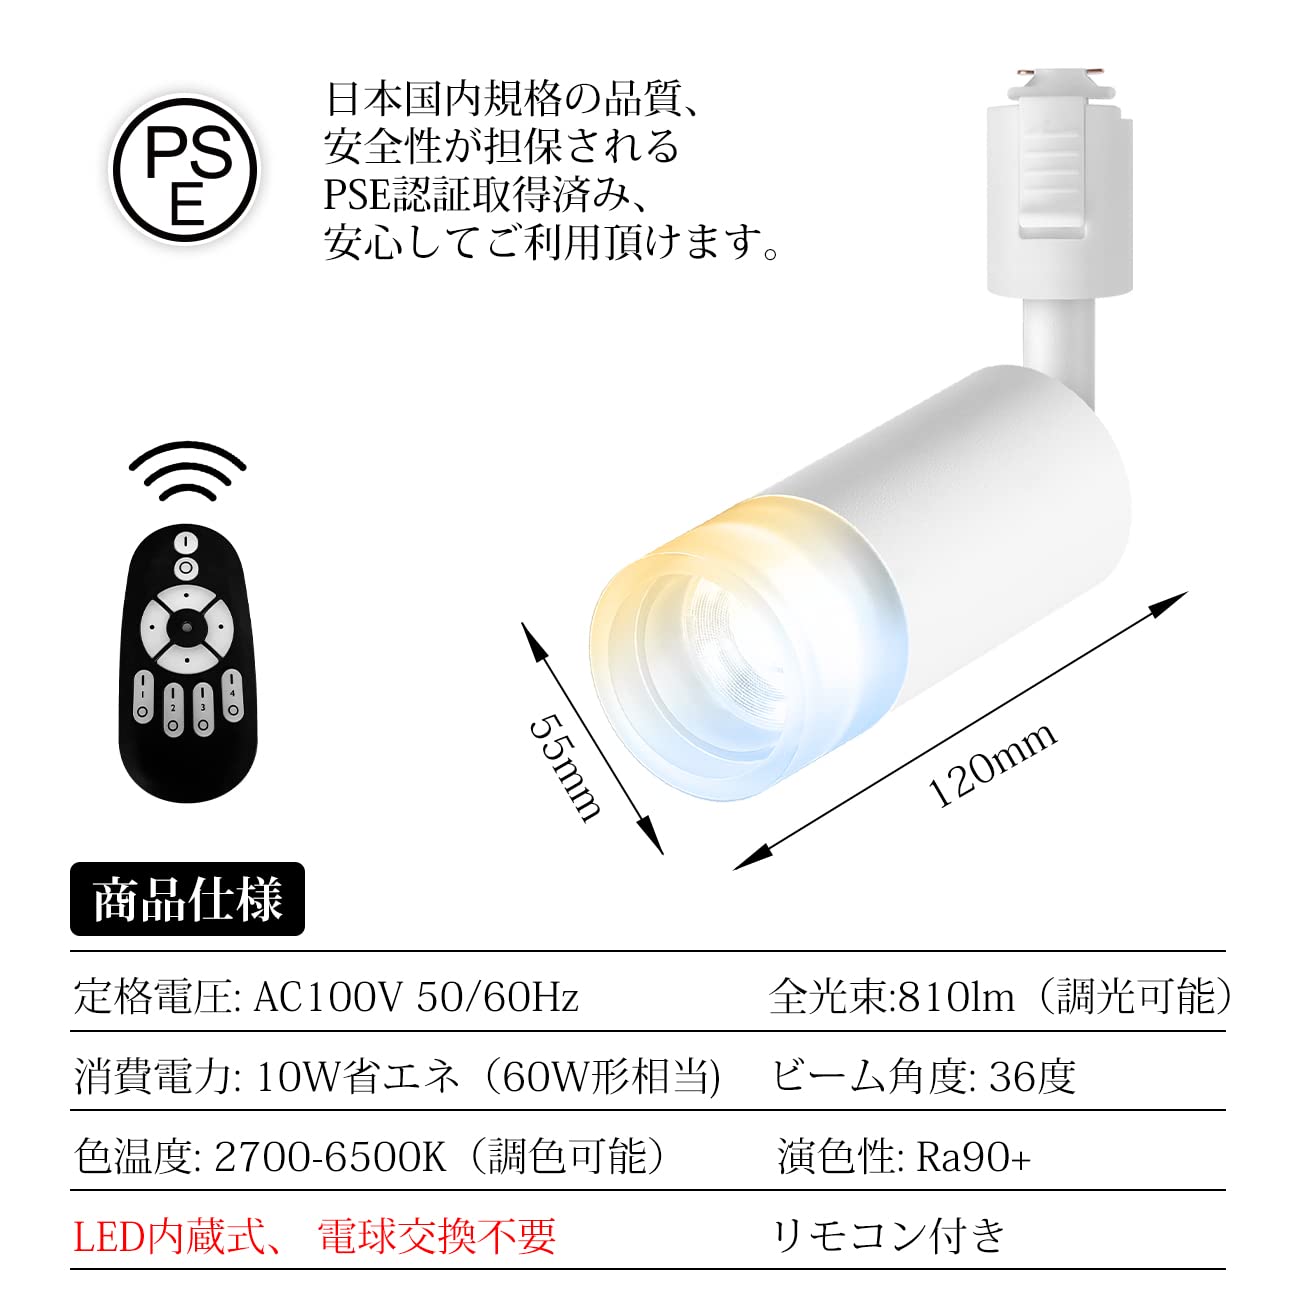 PS
E
日本国内規格の品質、
安全性が担保される
PSE認証取得済み、
安心してご利用頂けます。
1
2
3
4
55mm
120mm
商品仕様
定格電圧: AC100V 50/60Hz
全光束:810lm（調光可能）
消費電力: 10W省エネ（60W形相当)
ビーム角度: 36度
色温度: 2700-6500K（調色可能）
演色性: Ra90+
LED内蔵式、 電球交換不要
リモコン付き